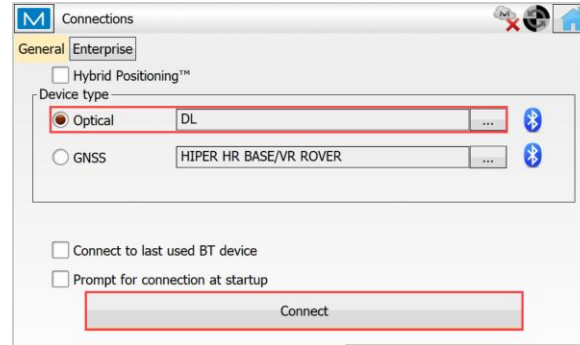 M Connections
General Enterprise
Hybrid Positioning™
Device type
Optical DL ...
GNSS HIPER HR BASE/VR ROVER ...
Connect to last used BT device
Prompt for connection at startup
Connect